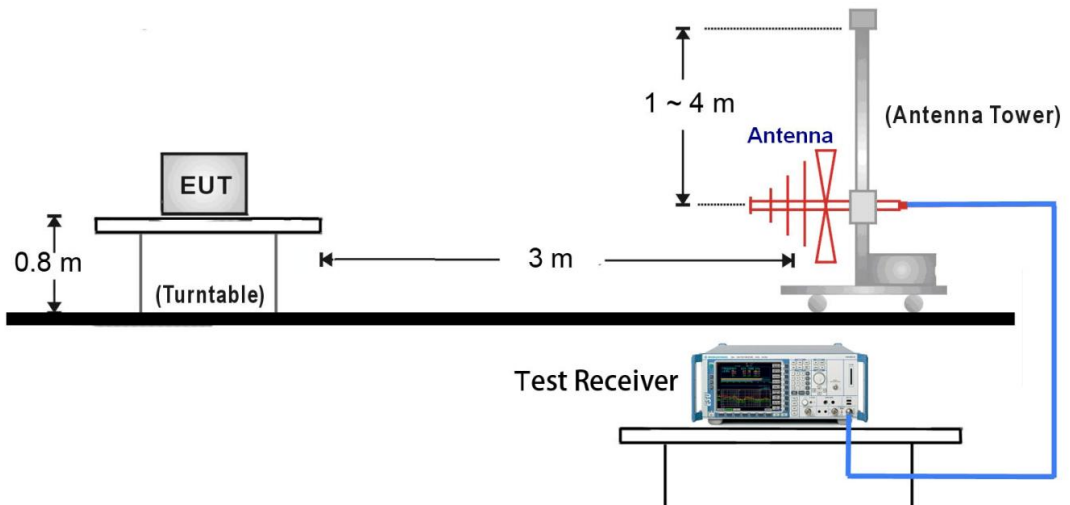 1 ~ 4 m
(Antenna Tower)
Antenna
EUT
0.8 m
3 m
(Turntable)
Test Receiver